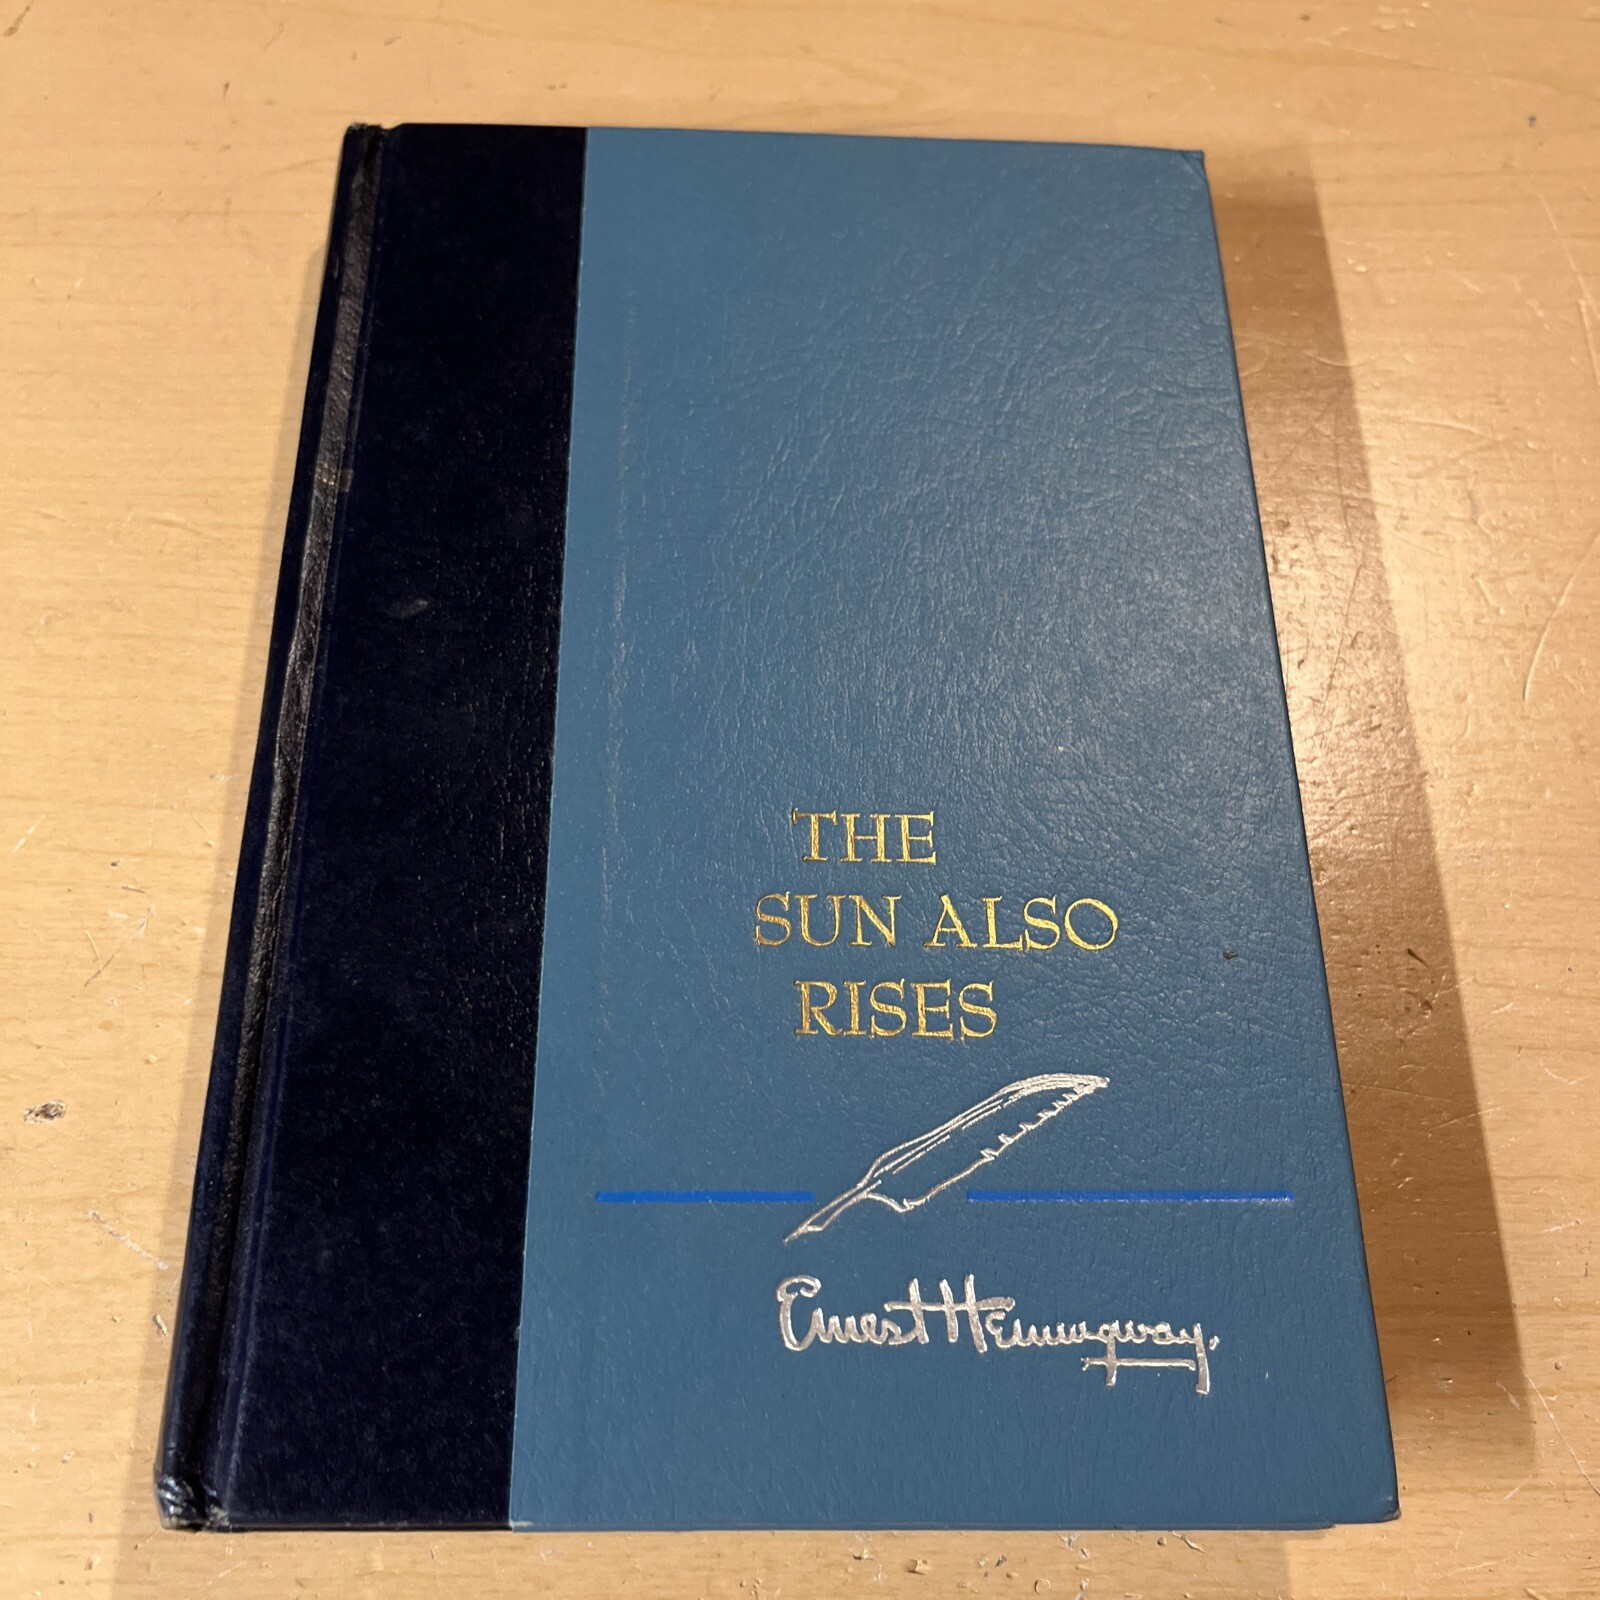 THE
SUN ALSO
RISES
Ernest Hemingway.